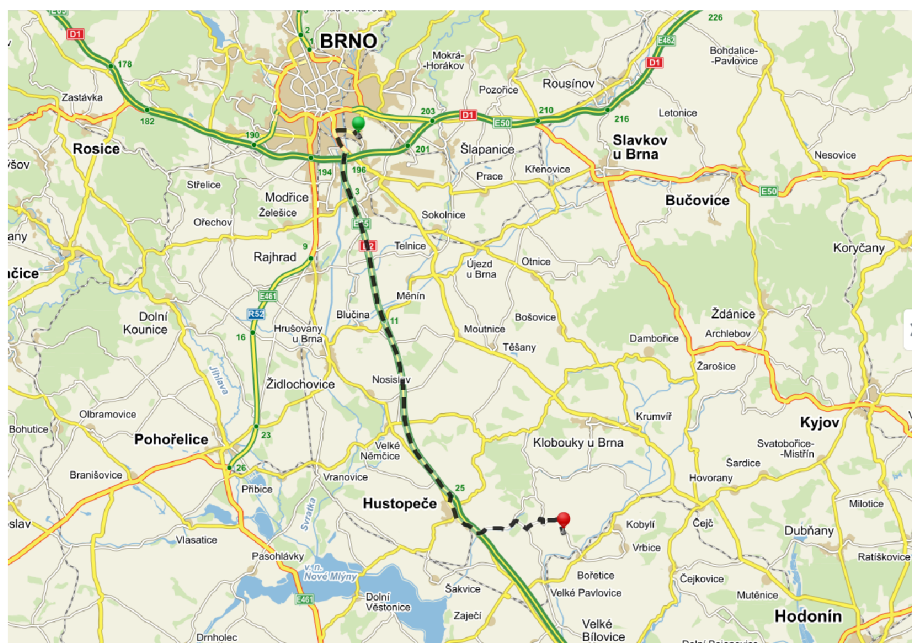 226
D1
178
BRNO
2
1
Mokrá-
-Horákov
Pozořice
Rousínov
E462
D1
Bohdalice-
-Pavlovice
Zastávka
182
Rosice
190
203
D1
E50
210
216
Letonice
201
Šlapanice
Slavkov
u Brna
Nesovice
194
196
Střelice
Modřice
Želešice
3
Prace
Křenovice
Bučovice
E50
Ořechov
Sokolnice
Telnice
9
Rajhrad
Otnice
Újezd
u Brna
Koryčany
E461
R52
Dolní
Kounice
Měnín
Blučina
11
Bošovice
Ždánice
Archlebov
16
Hrušovany
u Brna
Moutnice
Těšany
Dambořice
Žarošice
Jihlava
Židlochovice
Nosislav
Olbramovice
Krumvíř
Kyjov
Bohutice
23
Pohořelice
Velké
Němčice
Klobouky u Brna
Svatobořice-
-Mistřín
Šardice
Hovorany
26
Branišovice
Vranovice
Přibice
Svratka
25
Hustopeče
Milotice
Kobylí
Čejč
Dubňany
Vlasatice
Vrbice
Ratíškovice
Pasohlávky
v. n.
Nové Mlýny
Šakvice
Bořetice
Čejkovice
Velké Pavlovice
Mutěnice
E461
Dolní
Věstonice
Zaječí
Hodonín
Velké
Bílovice
Drnholec